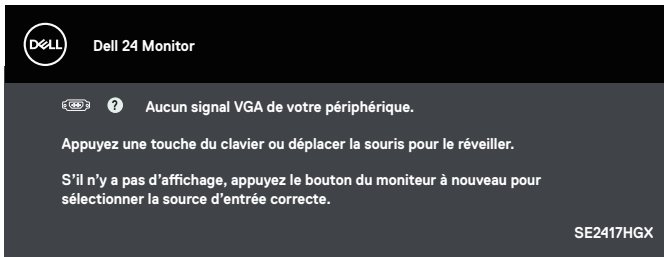 DELL
Dell 24 Monitor
? Aucun signal VGA de votre périphérique.
Appuyez une touche du clavier ou déplacer la souris pour le réveiller.
S'il n'y a pas d'affichage, appuyez le bouton du moniteur à nouveau pour
sélectionner la source d'entrée correcte.
SE2417HGX